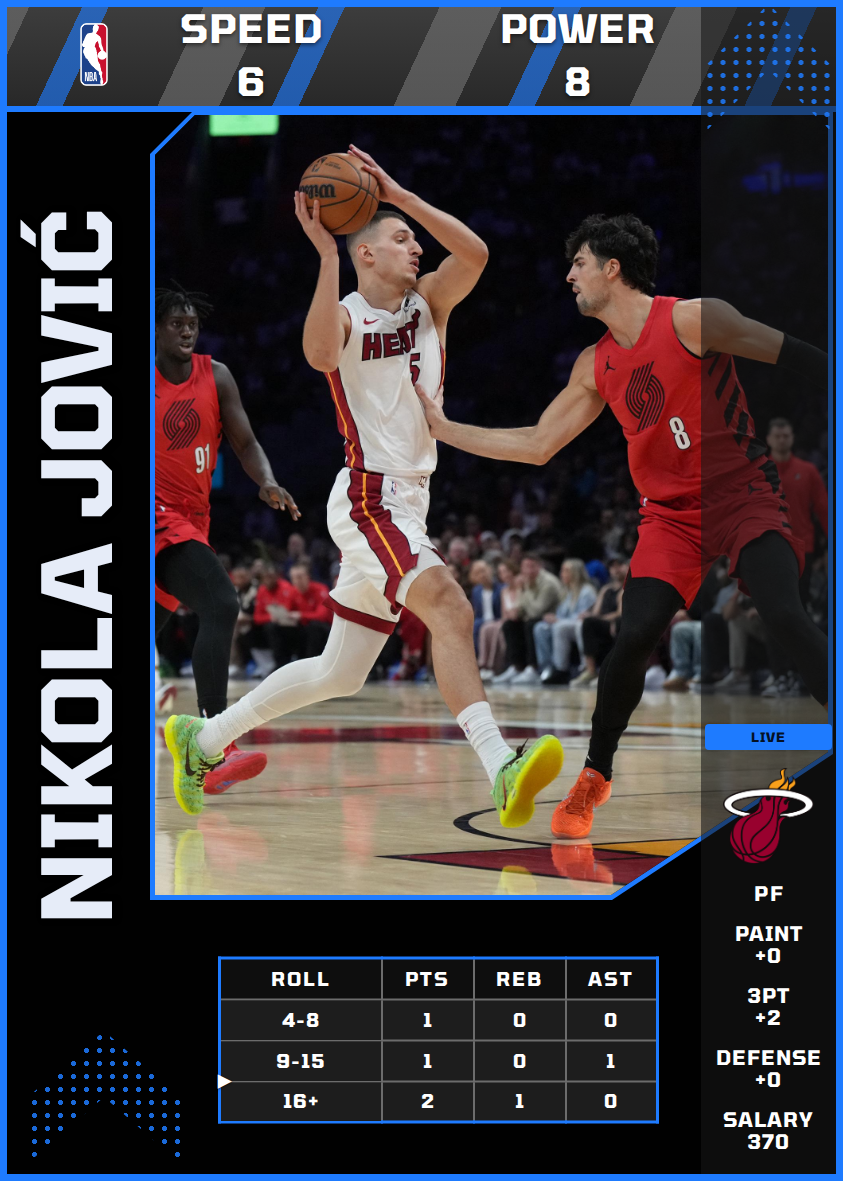 SPEED
6
POWER
8
NBA
NIKOLA JOVIĆ
Wilson
HEAT
5
91
8
LIVE
PF
PAINT
+0
3PT
+2
DEFENSE
+0
SALARY
370
ROLL PTS REB AST
4-8 1 0 0
9-15 1 0 1
16+ 2 1 0